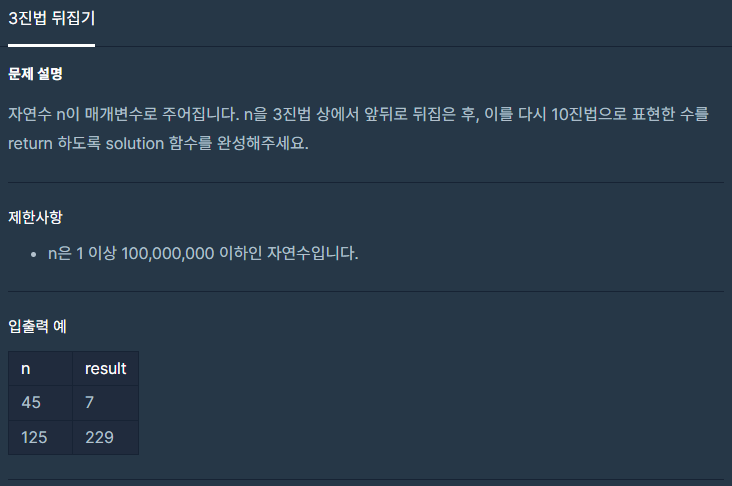 3진법 뒤집기
문제 설명
자연수 n이 매개변수로 주어집니다. n을 3진법 상에서 앞뒤로 뒤집은 후, 이를 다시 10진법으로 표현한 수를
return 하도록 solution 함수를 완성해주세요.
제한사항
• n은 1 이상 100,000,000 이하인 자연수입니다.
입출력 예
n result
45 7
125 229